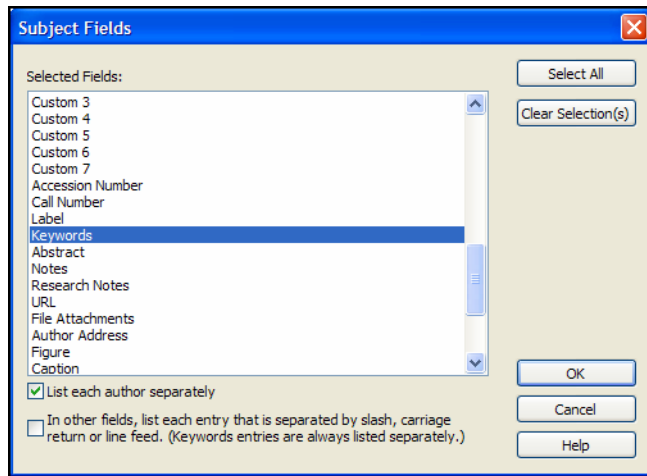 Subject Fields
Selected Fields:
Select All
Clear Selection(s)
Custom 3
Custom 4
Custom 5
Custom 6
Custom 7
Accession Number
Call Number
Label
Keywords
Abstract
Notes
Research Notes
URL
File Attachments
Author Address
Figure
Caption
List each author separately
In other fields, list each entry that is separated by slash, carriage
return or line feed. (Keywords entries are always listed separately.)
OK
Cancel
Help